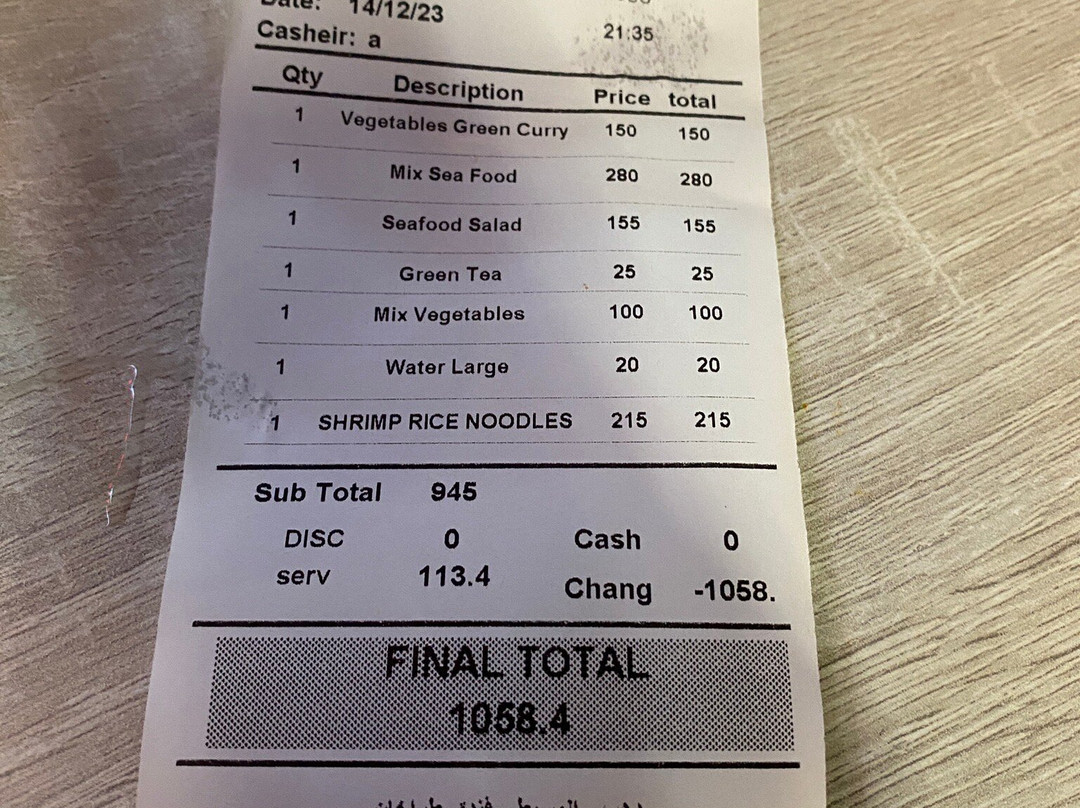 Date: 14/12/23
Casheir: a 21:35
Qty Description Price total
1 Vegetables Green Curry 150 150
1 Mix Sea Food 280 280
1 Seafood Salad 155 155
1 Green Tea 25 25
1 Mix Vegetables 100 100
1 Water Large 20 20
1 SHRIMP RICE NOODLES 215 215
Sub Total 945
DISC 0 Cash 0
serv 113.4 Chang -1058.
FINAL TOTAL
1058.4